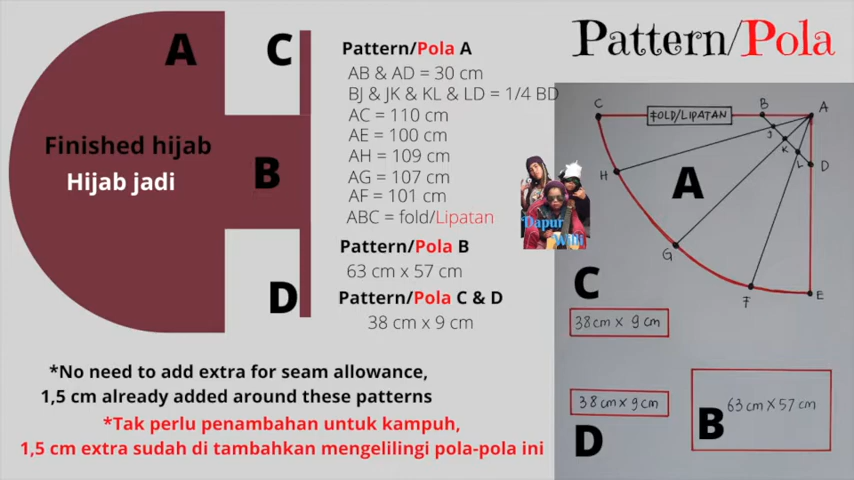 Pattern/Pola
A
C
Finished hijab
Hijab jadi
B
D
Pattern/Pola A
AB & AD = 30 cm
BJ & JK & KL & LD = 1/4 BD
AC = 110 cm
AE = 100 cm
AH = 109 cm
AG = 107 cm
AF = 101 cm
ABC = fold/Lipatan
Pattern/Pola B
63 cm x 57 cm
Pattern/Pola C & D
38 cm x 9 cm
*No need to add extra for seam allowance,
1,5 cm already added around these patterns
*Tak perlu penambahan untuk kampuh,
1,5 cm extra sudah di tambahkan mengelilingi pola-pola ini
Dapur
C
FOLD/LIPATAN
B
A
J
K
L
D
H
A
G
F
E
C
38 cm x 9 cm
38 cm x 9 cm
D
B
63 cm x 57 cm